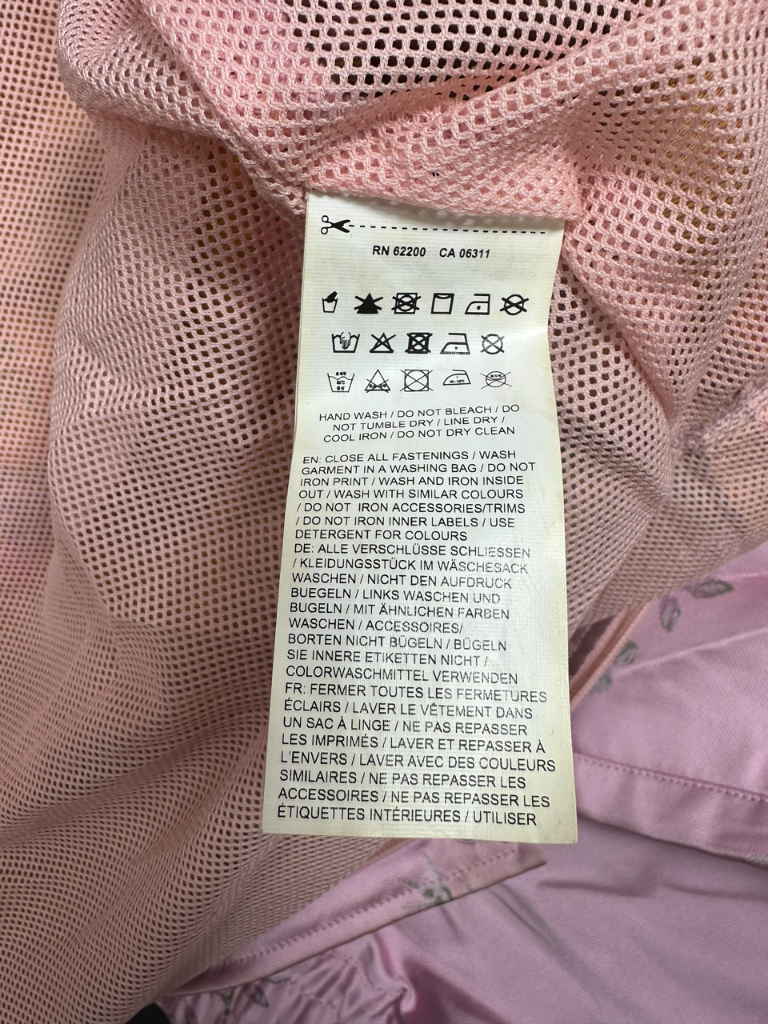 RN 62200 CA 06311
HAND WASH / DO NOT BLEACH / DO
NOT TUMBLE DRY / LINE DRY /
COOL IRON / DO NOT DRY CLEAN
EN: CLOSE ALL FASTENINGS / WASH
GARMENT IN A WASHING BAG / DO NOT
IRON PRINT / WASH AND IRON INSIDE
OUT / WASH WITH SIMILAR COLOURS
/ DO NOT IRON ACCESSORIES/TRIMS
/ DO NOT IRON INNER LABELS / USE
DETERGENT FOR COLOURS
DE: ALLE VERSCHLÜSSE SCHLIESSEN
/ KLEIDUNGSSTÜCK IM WÄSCHESACK
WASCHEN / NICHT DEN AUFDRUCK
BUEGELN / LINKS WASCHEN UND
BUGELN / MIT ÄHNLICHEN FARBEN
WASCHEN / ACCESSOIRES/
BORTEN NICHT BÜGELN / BÜGELN
SIE INNERE ETIKETTEN NICHT /
COLORWASCHMITTEL VERWENDEN
FR: FERMER TOUTES LES FERMETURES
ÉCLAIRS / LAVER LE VÊTEMENT DANS
UN SAC À LINGE / NE PAS REPASSER
LES IMPRIMÉS / LAVER ET REPASSER À
L'ENVERS / LAVER AVEC DES COULEURS
SIMILAIRES / NE PAS REPASSER LES
ACCESSOIRES / NE PAS REPASSER LES
ÉTIQUETTES INTÉRIEURES / UTILISER